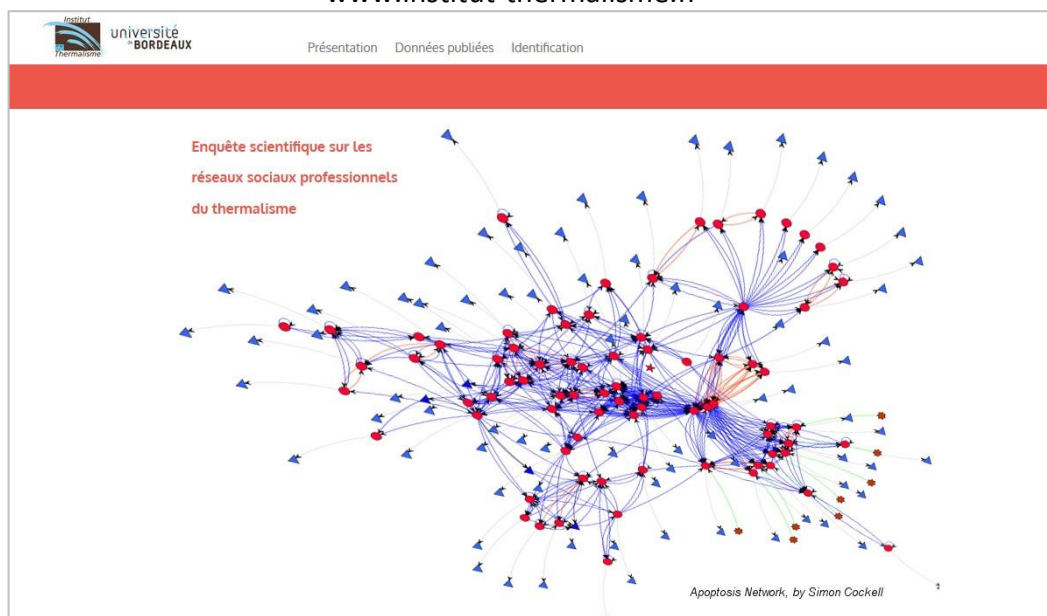 Institut
Thermalisme
université
de BORDEAUX
Présentation Données publiées Identification
Enquête scientifique sur les
réseaux sociaux professionnels
du thermalisme
Apoptosis Network, by Simon Cockell